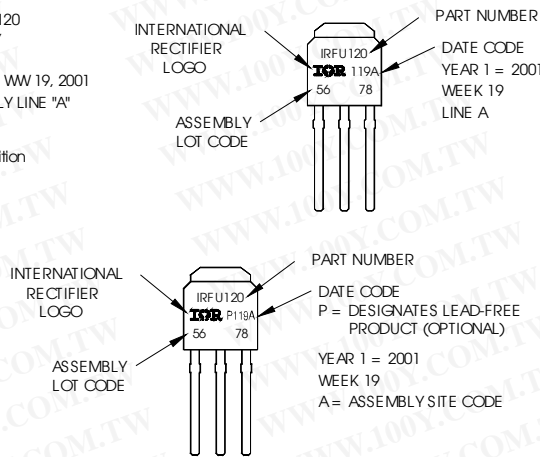 120
WW 19, 2001
LY LINE "A"
ition
INTERNATIONAL
RECTIFIER
LOGO
PART NUMBER
IRFU120
IOR 119A
56 78
DATE CODE
YEAR 1 = 2001
WEEK 19
LINE A
ASSEMBLY
LOT CODE
INTERNATIONAL
RECTIFIER
LOGO
PART NUMBER
IRFU120
IOR P119A
56 78
DATE CODE
P = DESIGNATES LEAD-FREE
PRODUCT (OPTIONAL)
YEAR 1 = 2001
WEEK 19
A = ASSEMBLY SITE CODE
ASSEMBLY
LOT CODE
WWW.100Y.COM.TW